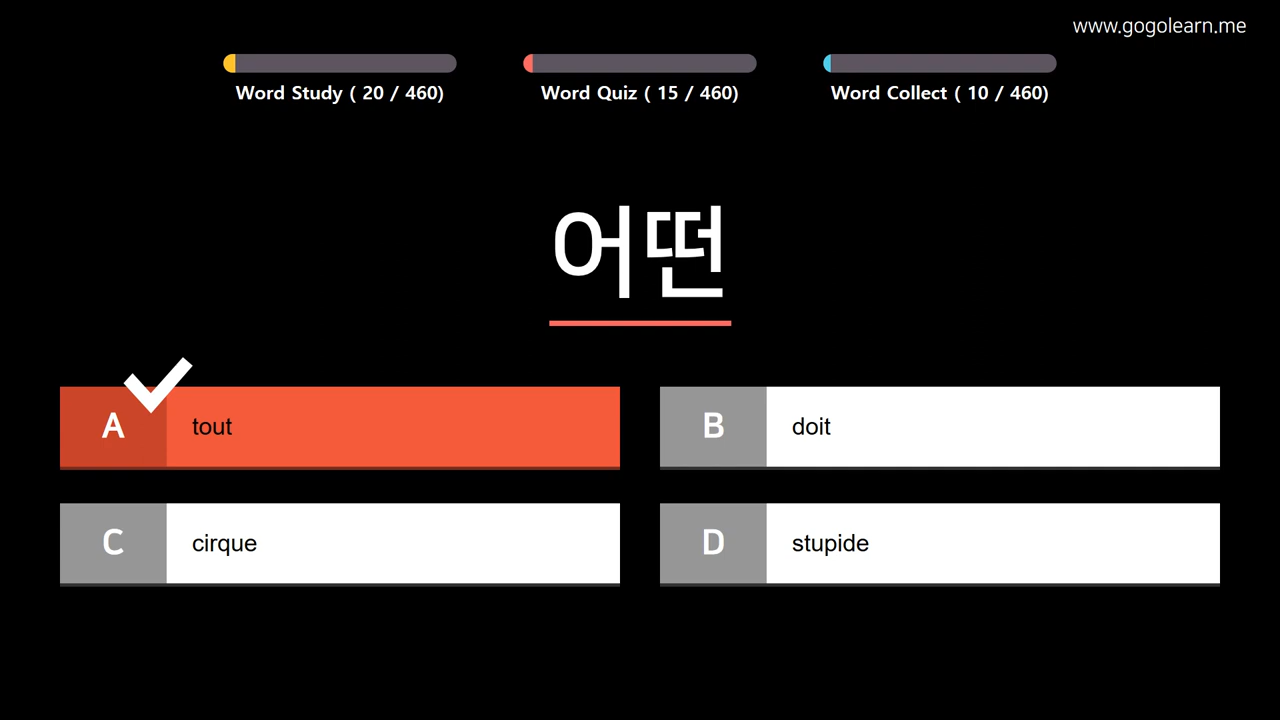 www.gogolearn.me
Word Study ( 20 / 460)
Word Quiz ( 15 / 460)
Word Collect ( 10 / 460)
어떤
A tout
B doit
C cirque
D stupide